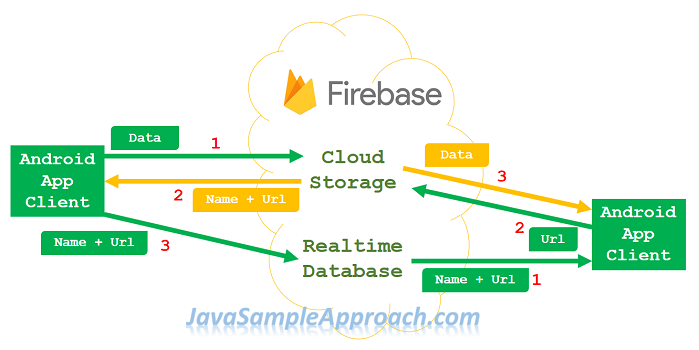 Firebase
Data
1
Android
App
Client
2
Name + Url
Name + Url
3
Cloud
Storage
Realtime
Database
Data
3
2
Url
Name + Url
1
Android
App
Client
JavaSampleApproach.com